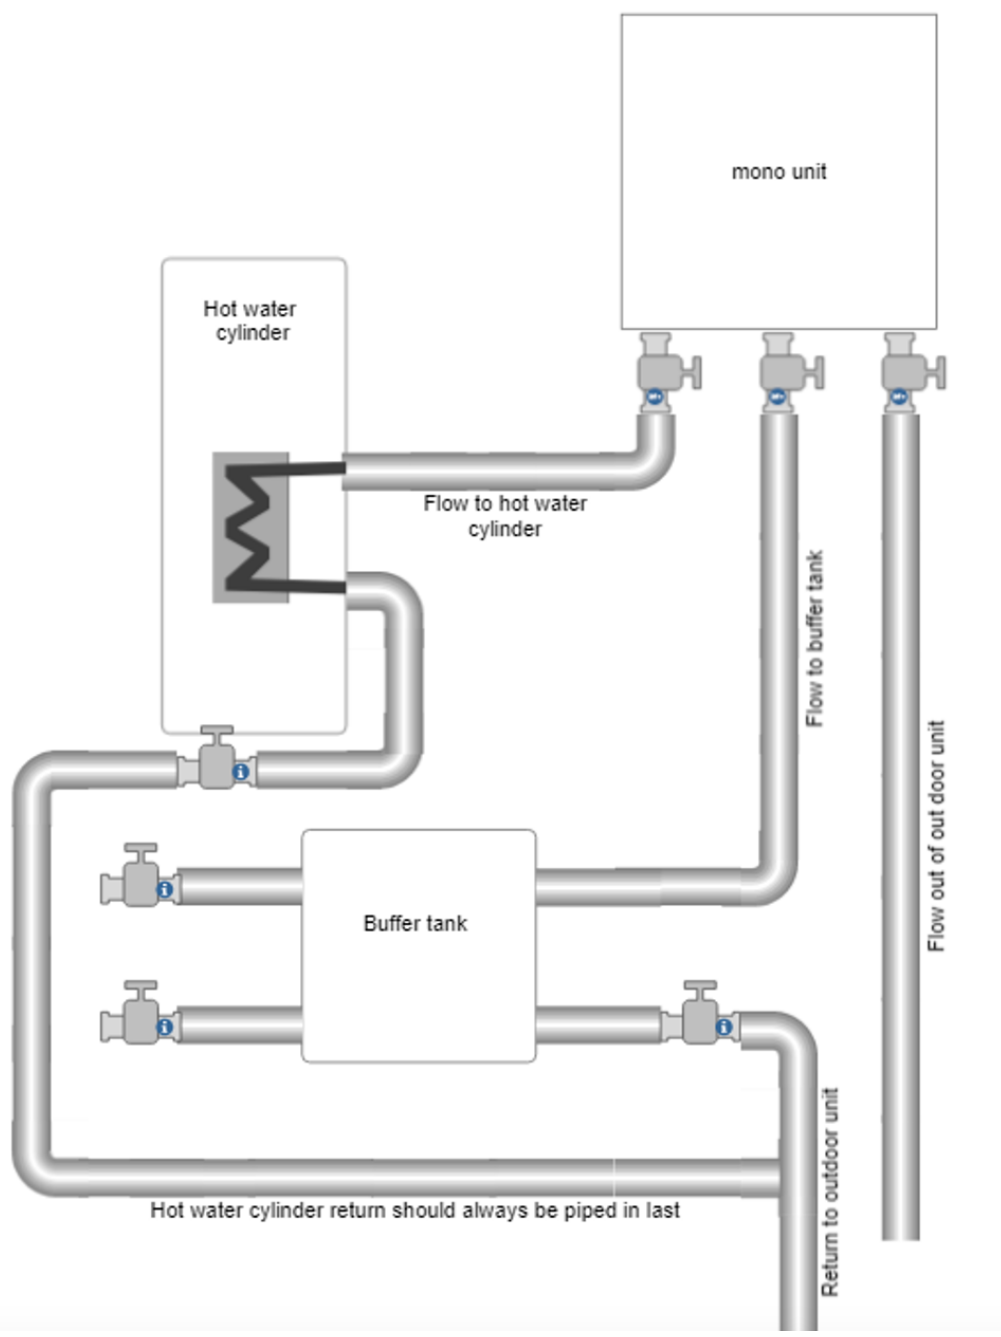 mono unit
Hot water
cylinder
Flow to hot water
cylinder
Flow to buffer tank
Flow out of out door unit
Buffer tank
Return to outdoor unit
Hot water cylinder return should always be piped in last